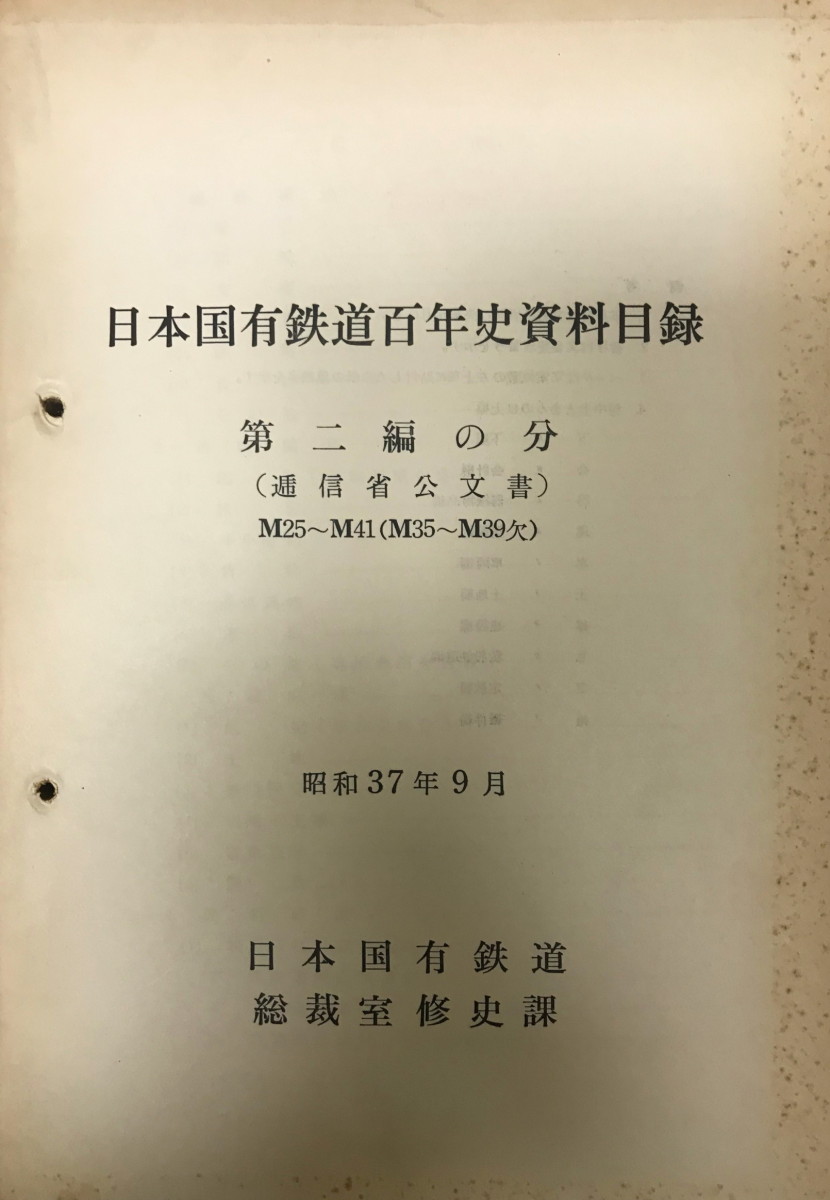 日本国有鉄道百年史資料目録
第二編の分
(逓信省公文書)
M25～M41(M35～M39欠)
昭和37年9月
日本国有鉄道
総裁室修史課